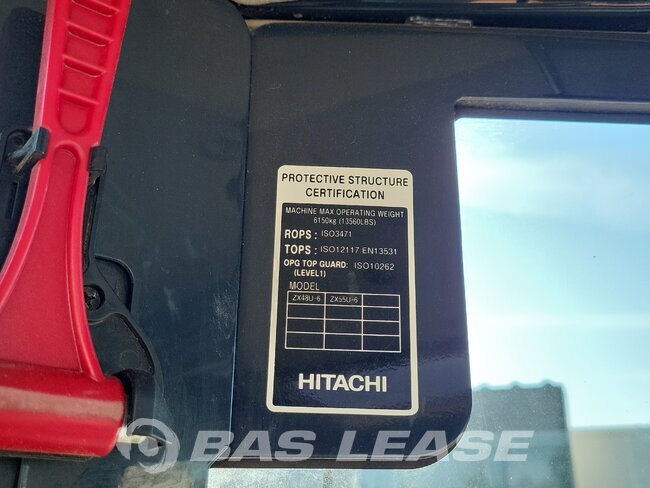 PROTECTIVE STRUCTURE
CERTIFICATION
MACHINE MAX OPERATING WEIGHT
6150kg (13560LBS)
ROPS : ISO3471
TOPS : ISO12117 EN13531
OPG TOP GUARD: ISO10262
(LEVEL1)
MODEL
ZX48U-6 ZX55U-6
HITACHI
BAS LEASE